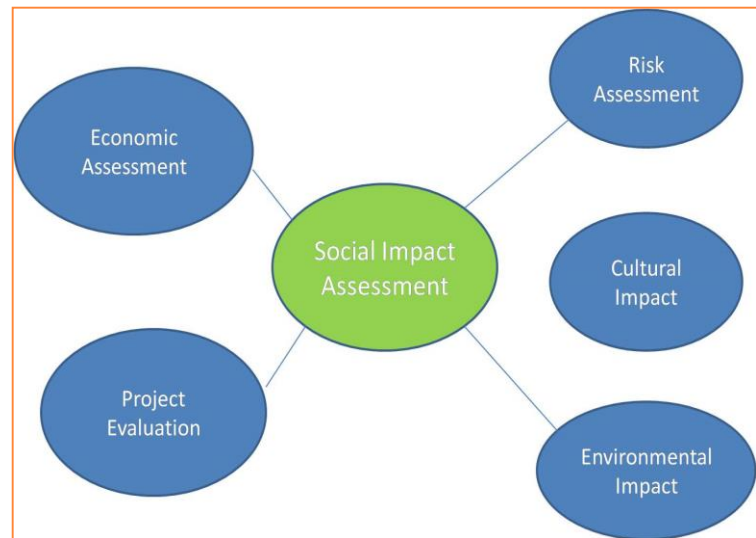 Economic
Assessment
Risk
Assessment
Social Impact
Assessment
Cultural
Impact
Project
Evaluation
Environmental
Impact